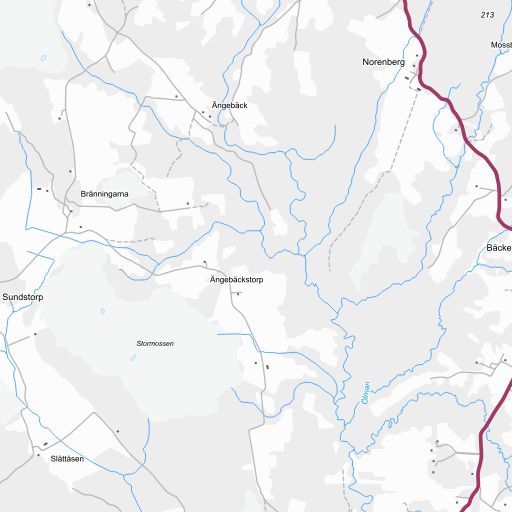 213
Mossb
Norenberg
Ängebäck
Bränningarna
Bäcke
Ängebäckstorp
Sundstorp
Stormossen
Ölman
Slättåsen